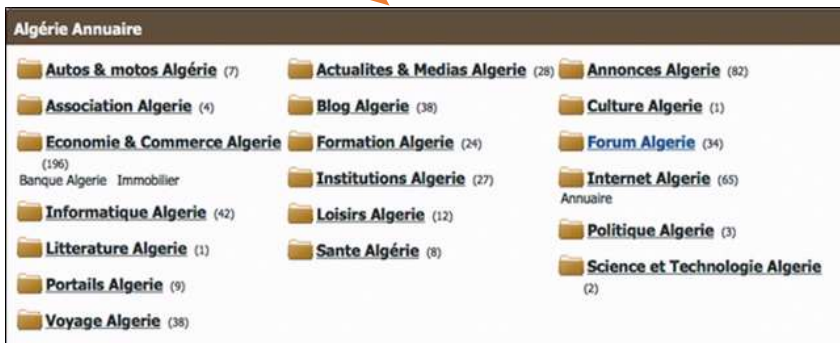 Algérie Annuaire
Autos & motos Algérie (7)
Association Algerie (4)
Economie & Commerce Algerie
(196)
Banque Algerie Immobilier
Informatique Algerie (42)
Litterature Algerie (1)
Portails Algerie (9)
Voyage Algerie (38)
Actualites & Medias Algerie (28)
Blog Algerie (38)
Formation Algerie (24)
Institutions Algerie (27)
Loisirs Algerie (12)
Sante Algérie (8)
Annonces Algerie (82)
Culture Algerie (1)
Forum Algerie (34)
Internet Algerie (65)
Annuaire
Politique Algerie (3)
Science et Technologie Algerie
(2)